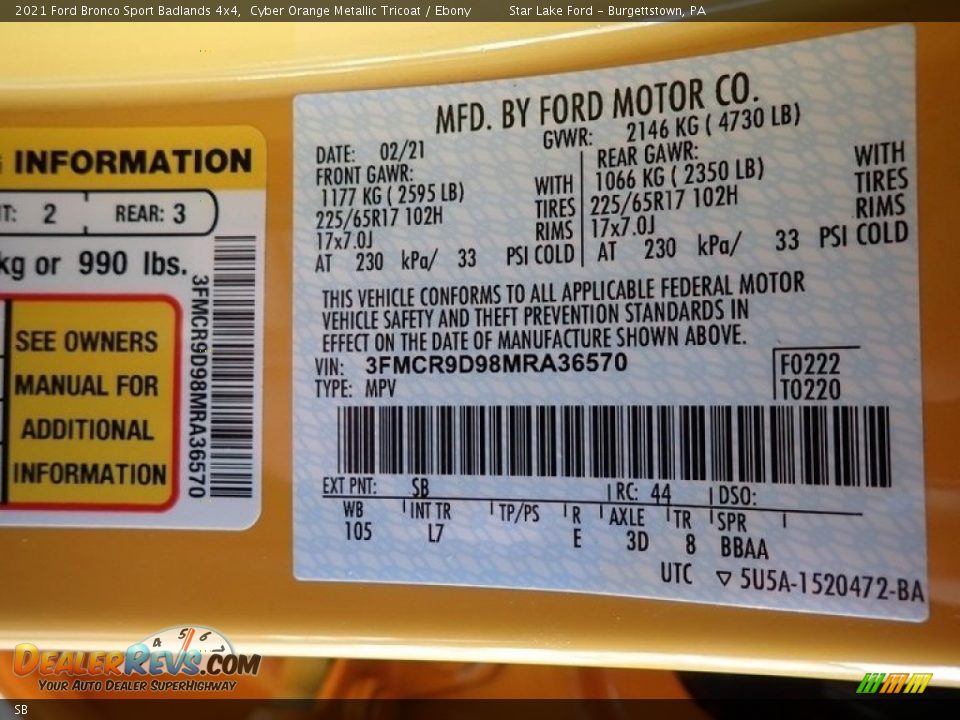 2021 Ford Bronco Sport Badlands 4x4, Cyber Orange Metallic Tricoat / Ebony Star Lake Ford - Burgettstown, PA
INFORMATION
2 REAR: 3
kg or 990 lbs.
SEE OWNERS
MANUAL FOR
ADDITIONAL
INFORMATION
3FMCR9D98MRA36570
MFD. BY FORD MOTOR CO.
DATE: 02/21 GVWR: 2146 KG ( 4730 LB)
FRONT GAWR: REAR GAWR:
1177 KG ( 2595 LB) WITH 1066 KG ( 2350 LB) WITH
225/65R17 102H TIRES 225/65R17 102H TIRES
17x7.0J RIMS 17x7.0J RIMS
AT 230 kPa/ 33 PSI COLD AT 230 kPa/ 33 PSI COLD
THIS VEHICLE CONFORMS TO ALL APPLICABLE FEDERAL MOTOR
VEHICLE SAFETY AND THEFT PREVENTION STANDARDS IN
EFFECT ON THE DATE OF MANUFACTURE SHOWN ABOVE.
VIN: 3FMCR9D98MRA36570 F0222
TYPE: MPV T0220
EXT PNT: SB RC: 44 DSO:
WB INT TR TP/PS R AXLE TR SPR
105 L7 E 3D 8 BBAA
UTC ▽ 5U5A-1520472-BA
4 5 6 7
DEALERREVS.COM
YOUR AUTO DEALER SUPERHIGHWAY
SB